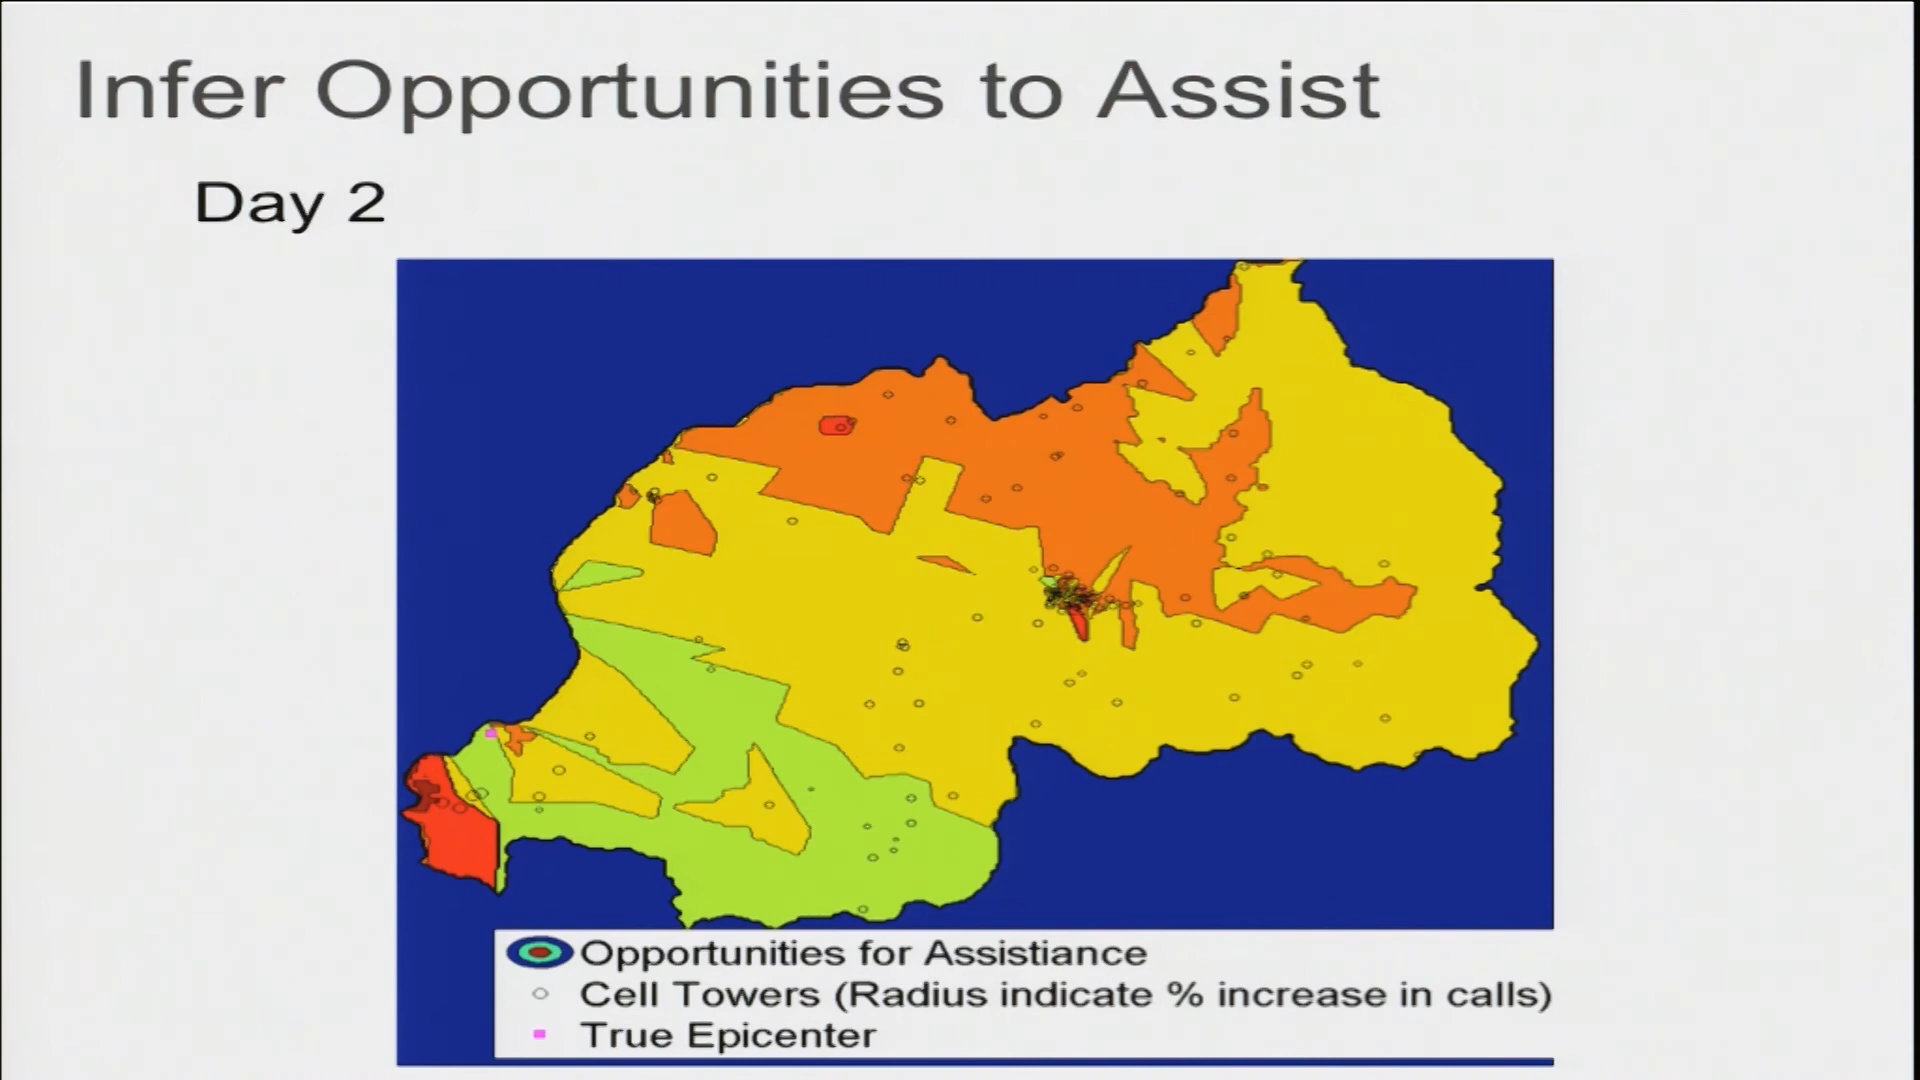 Infer Opportunities to Assist
Day 2
Opportunities for Assistiance
Cell Towers (Radius indicate % increase in calls)
True Epicenter